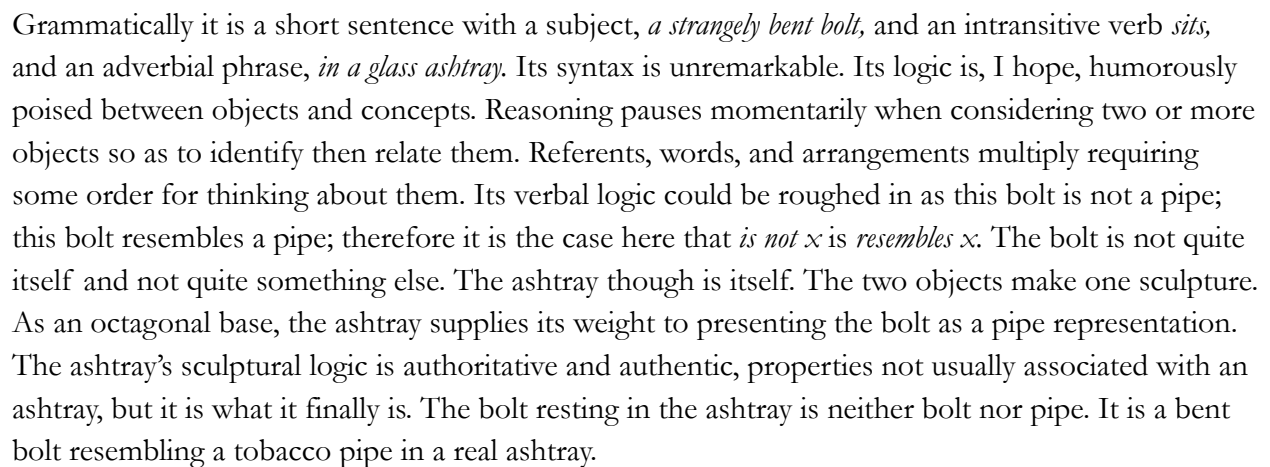 Grammatically it is a short sentence with a subject, a strangely bent bolt, and an intransitive verb sits,
and an adverbial phrase, in a glass ashtray. Its syntax is unremarkable. Its logic is, I hope, humorously
poised between objects and concepts. Reasoning pauses momentarily when considering two or more
objects so as to identify then relate them. Referents, words, and arrangements multiply requiring
some order for thinking about them. Its verbal logic could be roughed in as this bolt is not a pipe;
this bolt resembles a pipe; therefore it is the case here that is not x is resembles x. The bolt is not quite
itself and not quite something else. The ashtray though is itself. The two objects make one sculpture.
As an octagonal base, the ashtray supplies its weight to presenting the bolt as a pipe representation.
The ashtray’s sculptural logic is authoritative and authentic, properties not usually associated with an
ashtray, but it is what it finally is. The bolt resting in the ashtray is neither bolt nor pipe. It is a bent
bolt resembling a tobacco pipe in a real ashtray.